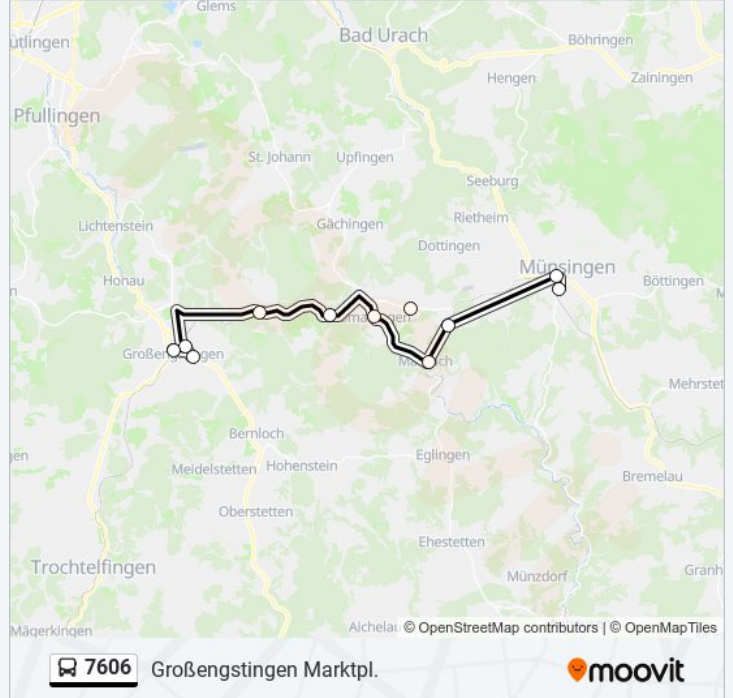 Glems
ütlingen
Bad Urach
Böhringen
Hengen
Zainingen
Pfullingen
St. Johann
Upfingen
Seeburg
Rietheim
Lichtenstein
Gächingen
Dottingen
Münsingen
Honau
Böttingen
Großengstingen
Mehrstet
Bernloch
Eglingen
gen
Meidelstetten
Hohenstein
Bremelau
Oberstetten
Ehestetten
Trochtelfingen
Münzdorf
Granh
Aichelau
Mägerkingen
© OpenStreetMap contributors | © OpenMapTiles
7606 Großengstingen Marktpl.
moovit